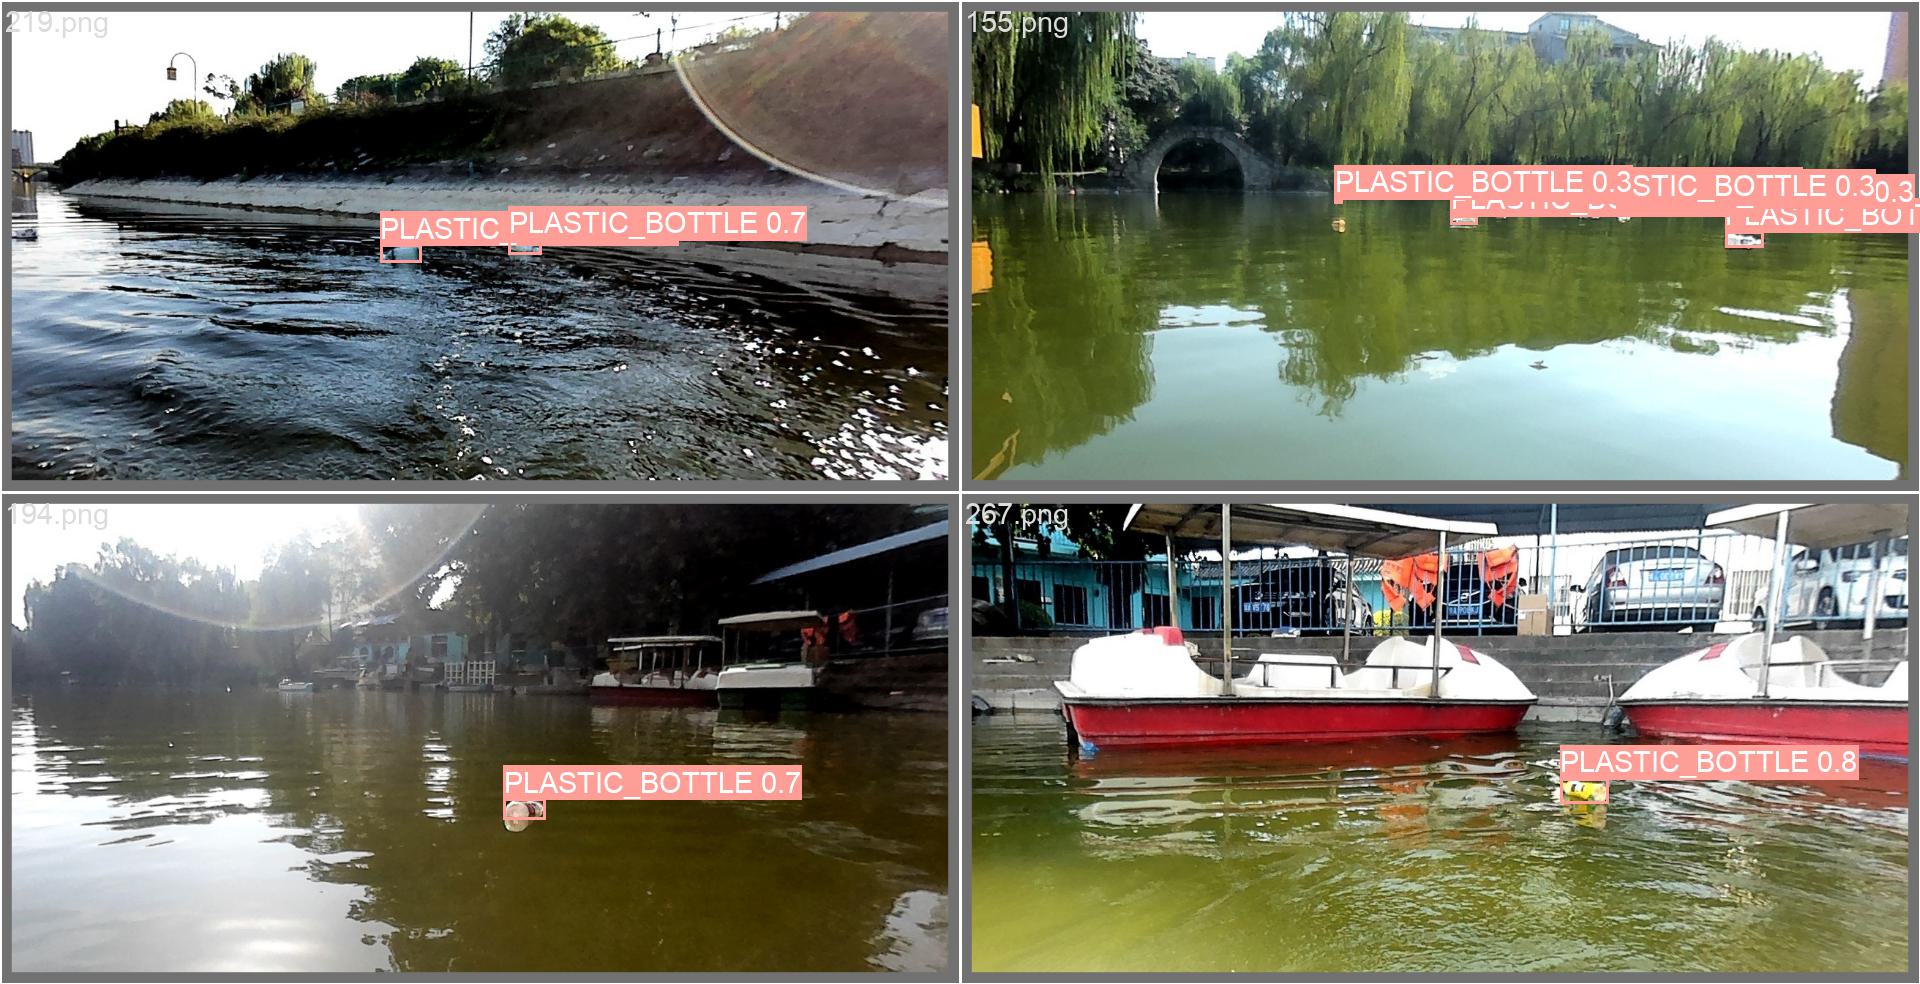 219.png
PLASTIC
PLASTIC_BOTTLE 0.7
155.png
PLASTIC_BOTTLE 0.3
STIC_BOTTLE 0.3
0.3
PLASTIC_BOT
194.png
PLASTIC_BOTTLE 0.7
267.png
PLASTIC_BOTTLE 0.8